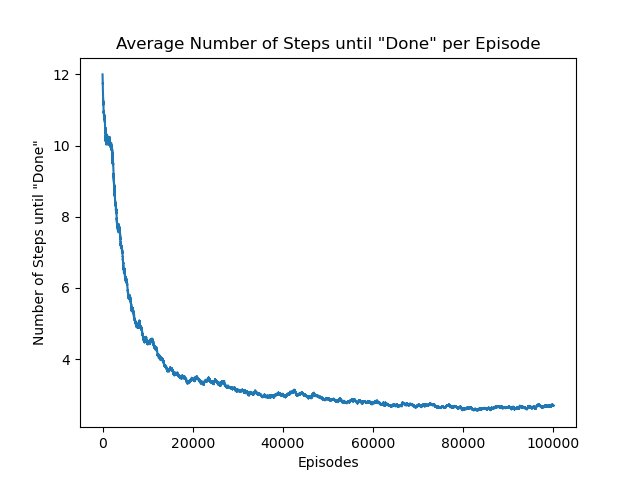 Average Number of Steps until "Done" per Episode
Number of Steps until "Done"
12
10
8
6
4
0 20000 40000 60000 80000 100000
Episodes